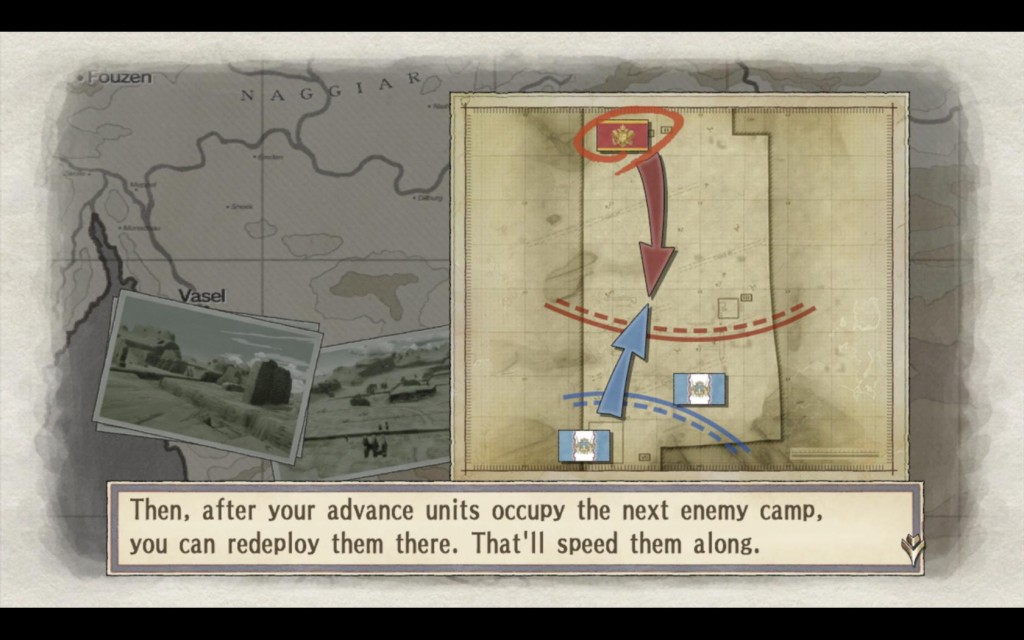 Fouzen
NAGGIAR
Vasel
Then, after your advance units occupy the next enemy camp,
you can redeploy them there. That'll speed them along.